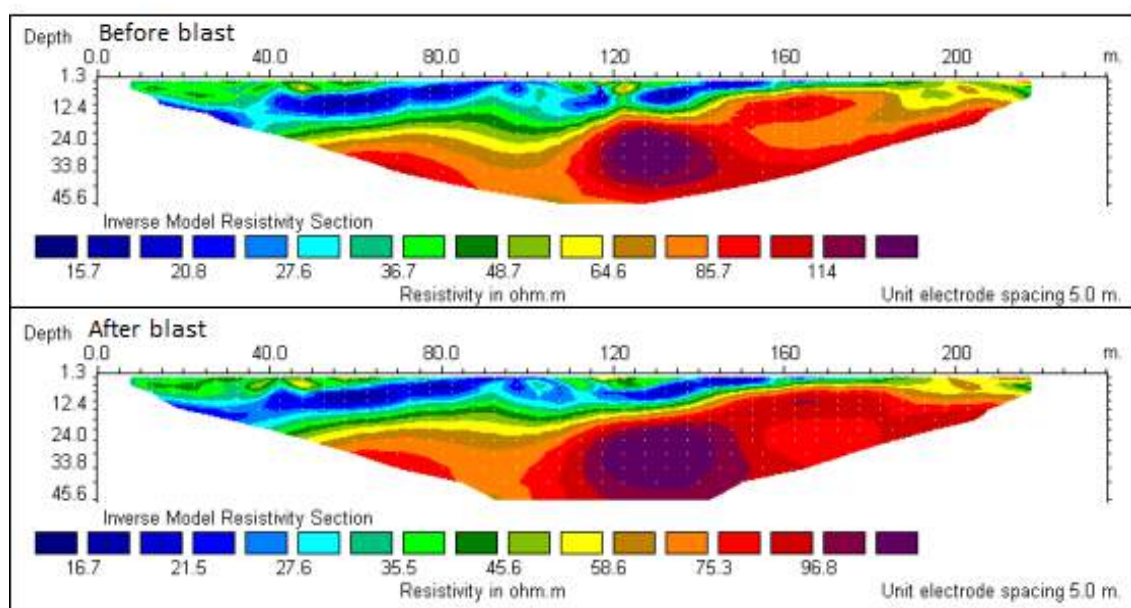 Before blast
Depth 0.0 40.0 80.0 120 160 200 m.
1.3
12.4
24.0
33.8
45.6
Inverse Model Resistivity Section
15.7 20.8 27.6 36.7 48.7 64.6 85.7 114
Resistivity in ohm.m Unit electrode spacing 5.0 m.
After blast
Depth 0.0 40.0 80.0 120 160 200 m.
1.3
12.4
24.0
33.8
45.6
Inverse Model Resistivity Section
16.7 21.5 27.6 35.5 45.6 58.6 75.3 96.8
Resistivity in ohm.m Unit electrode spacing 5.0 m.